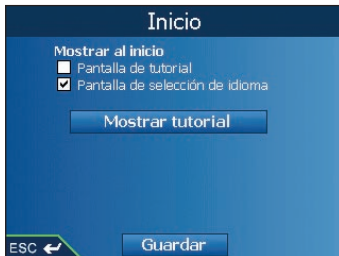 Inicio
Mostrar al inicio
Pantalla de tutorial
Pantalla de selección de idioma
Mostrar tutorial
ESC
Guardar